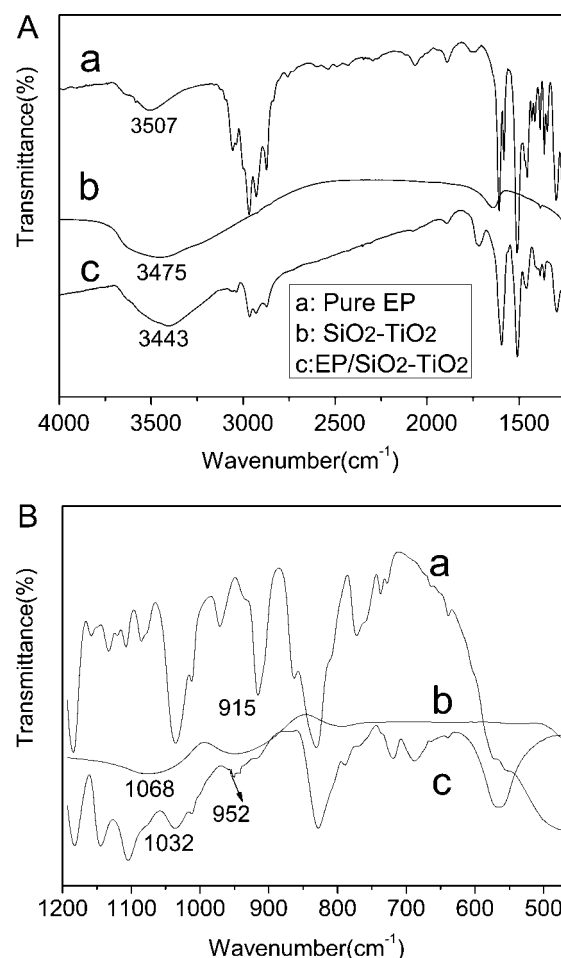 A
Transmittance(%)
a
3507
b
3475
c
3443
a: Pure EP
b: SiO2-TiO2
c:EP/SiO2-TiO2
4000 3500 3000 2500 2000 1500
Wavenumber(cm-1)
B
Transmittance(%)
a
915
b
1068
952
c
1032
1200 1100 1000 900 800 700 600 500
Wavenumber(cm-1)